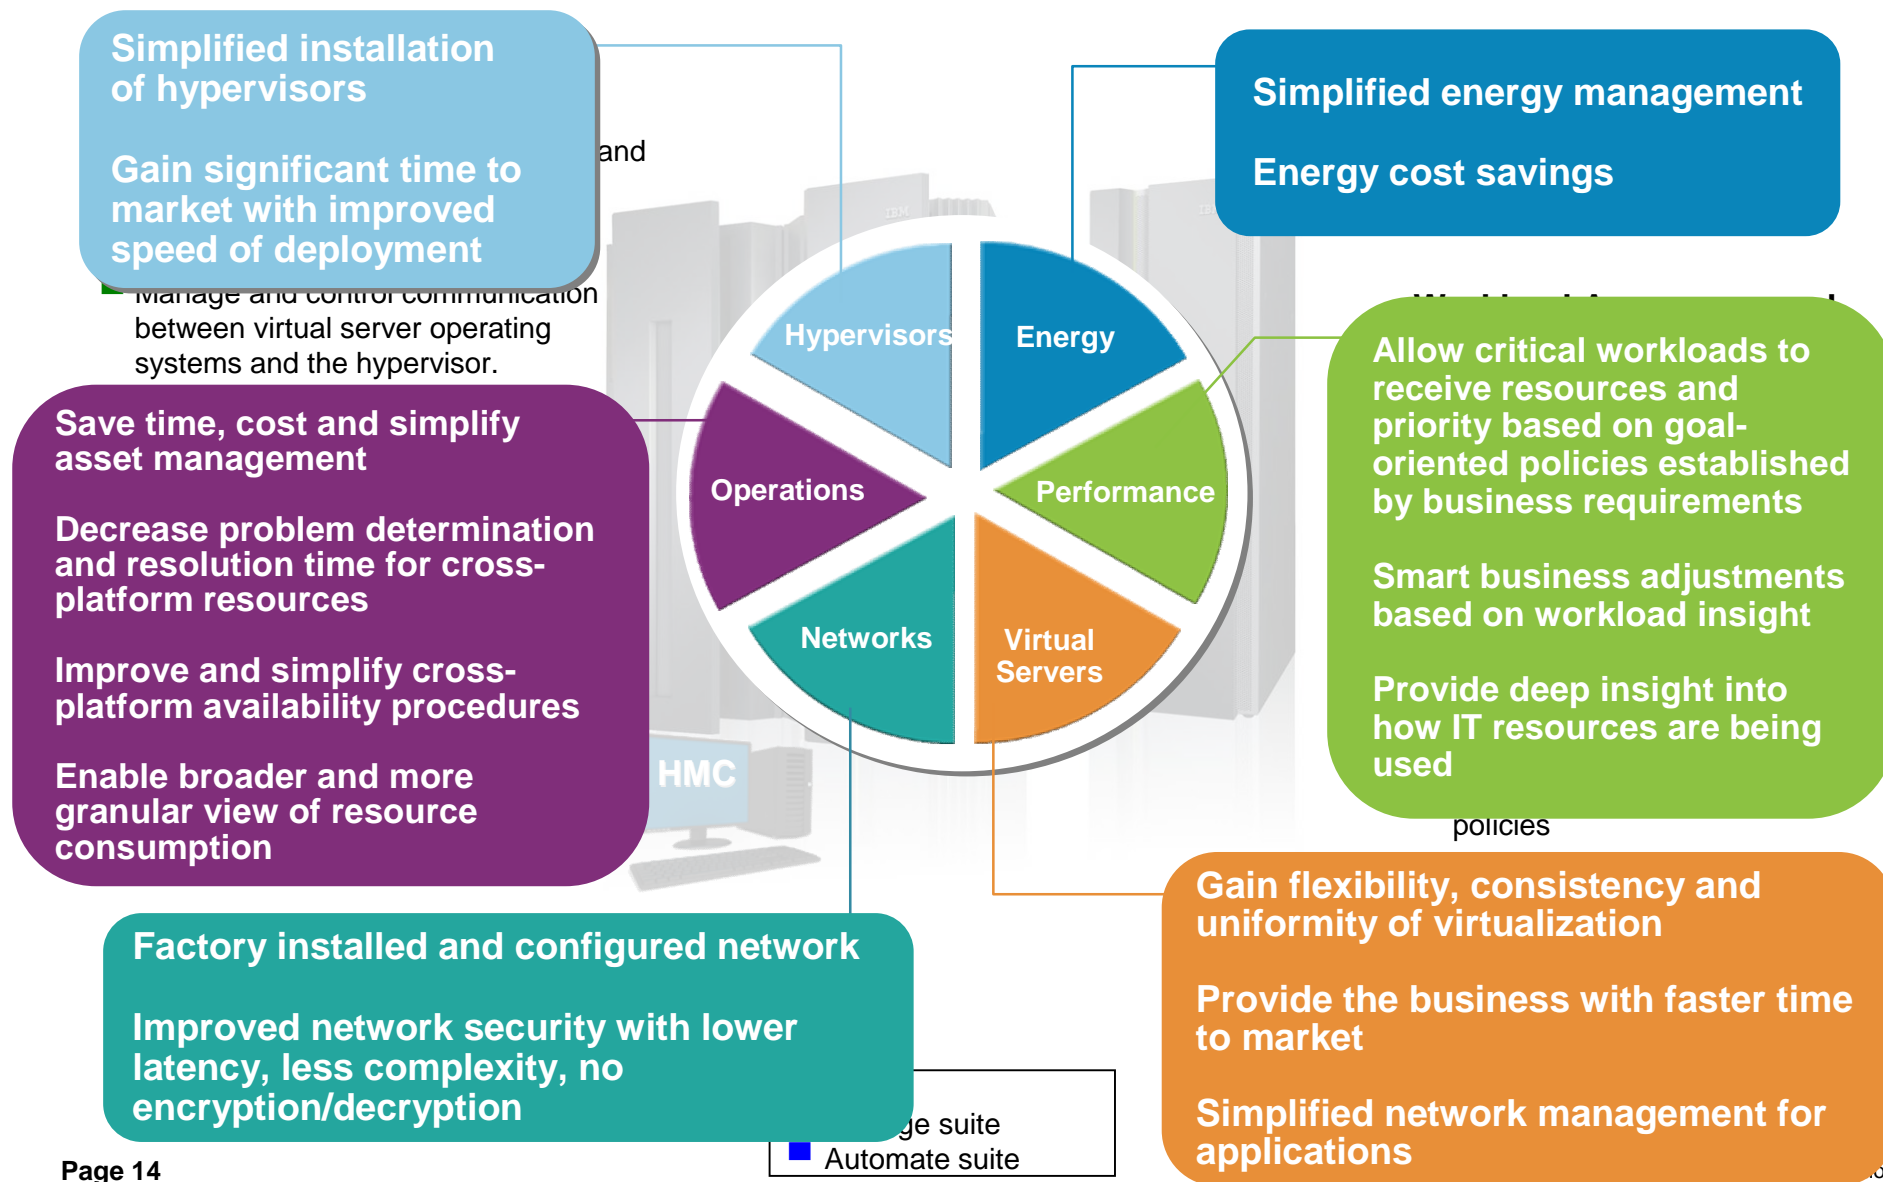 Simplified installation
of hypervisors
Gain significant time to
market with improved
speed of deployment
and
Manage and control communication
between virtual server operating
systems and the hypervisor.
Simplified energy management
Energy cost savings
IBM
Hypervisors
Energy
Operations
Performance
Networks
Virtual
Servers
HMC
Save time, cost and simplify
asset management
Decrease problem determination
and resolution time for cross-
platform resources
Improve and simplify cross-
platform availability procedures
Enable broader and more
granular view of resource
consumption
Allow critical workloads to
receive resources and
priority based on goal-
oriented policies established
by business requirements
Smart business adjustments
based on workload insight
Provide deep insight into
how IT resources are being
used
policies
Factory installed and configured network
Improved network security with lower
latency, less complexity, no
encryption/decryption
Gain flexibility, consistency and
uniformity of virtualization
Provide the business with faster time
to market
Simplified network management for
applications
suite
Automate suite
Page 14